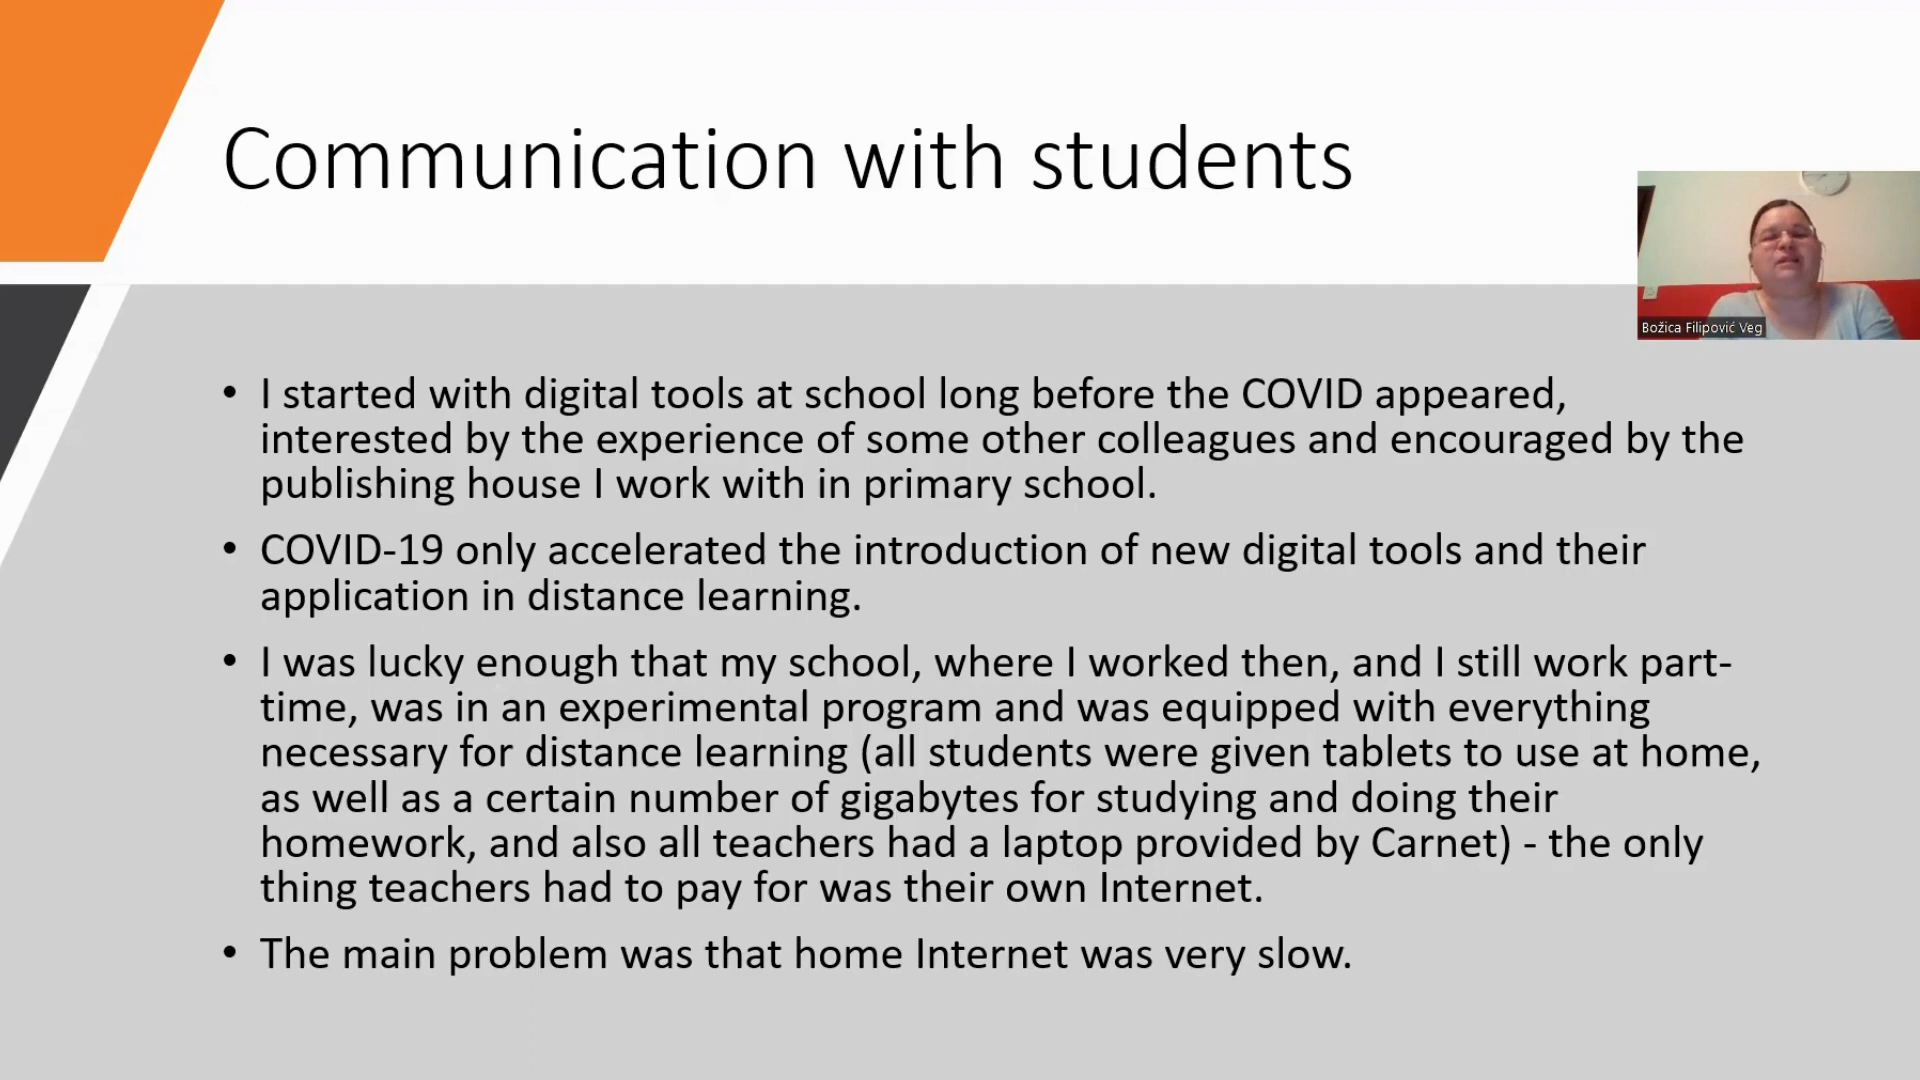 Communication with students
Božica Filipović Veg
• I started with digital tools at school long before the COVID appeared,
interested by the experience of some other colleagues and encouraged by the
publishing house I work with in primary school.
• COVID-19 only accelerated the introduction of new digital tools and their
application in distance learning.
• I was lucky enough that my school, where I worked then, and I still work part-
time, was in an experimental program and was equipped with everything
necessary for distance learning (all students were given tablets to use at home,
as well as a certain number of gigabytes for studying and doing their
homework, and also all teachers had a laptop provided by Carnet) - the only
thing teachers had to pay for was their own Internet.
• The main problem was that home Internet was very slow.